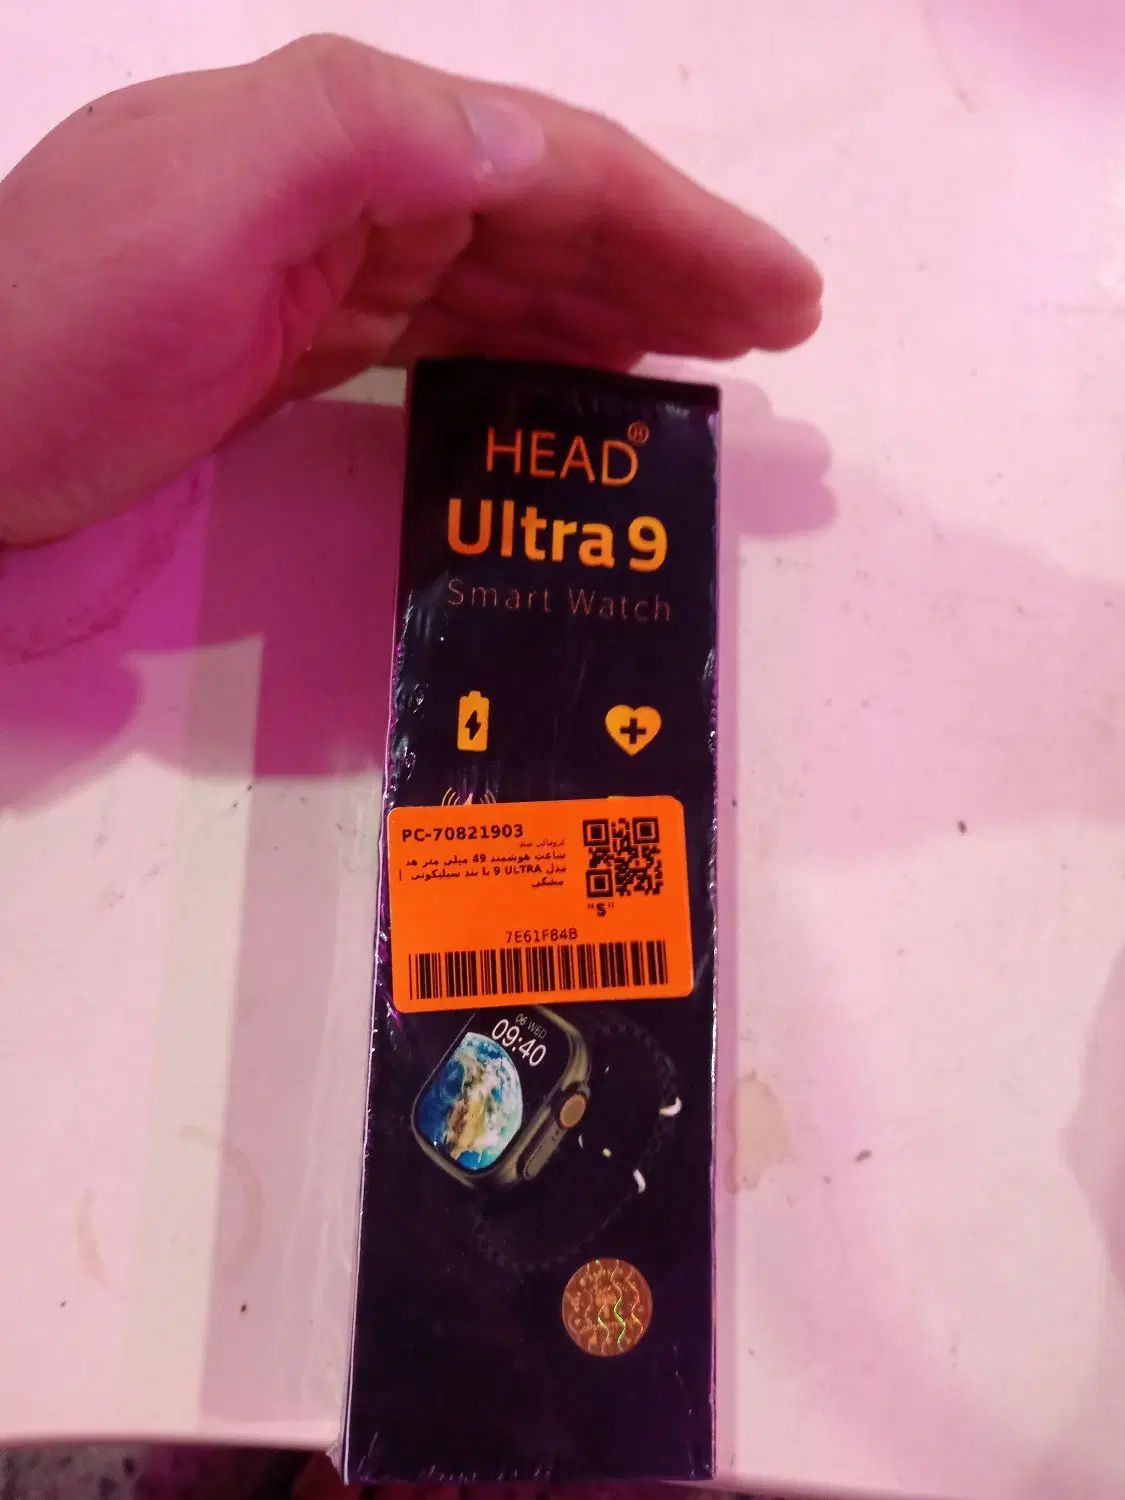 HEAD®
Ultra 9
Smart Watch
PC-70821903
ساعت هوشمند 49 میلی متر هد
مدل ULTRA 9 با بند سیلیکونی |
مشکی
"S"
7E61F84B
06 WED
09:40